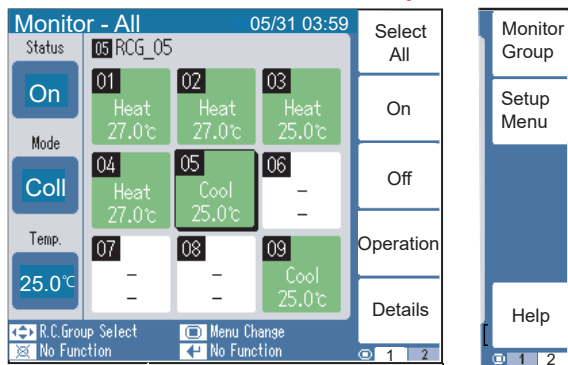 Monitor - All 05/31 03:59
Status
05 RCG_05
On
Mode
Coll
Temp.
25.0℃
01
Heat
27.0℃
02
Heat
27.0℃
03
Heat
25.0℃
04
Heat
27.0℃
05
Cool
25.0℃
06
–
–
07
–
–
08
–
–
09
Cool
25.0℃
R.C.Group Select Menu Change
No Function No Function
Select
All
On
Off
Operation
Details
1 2
Monitor
Group
Setup
Menu
Help
1 2